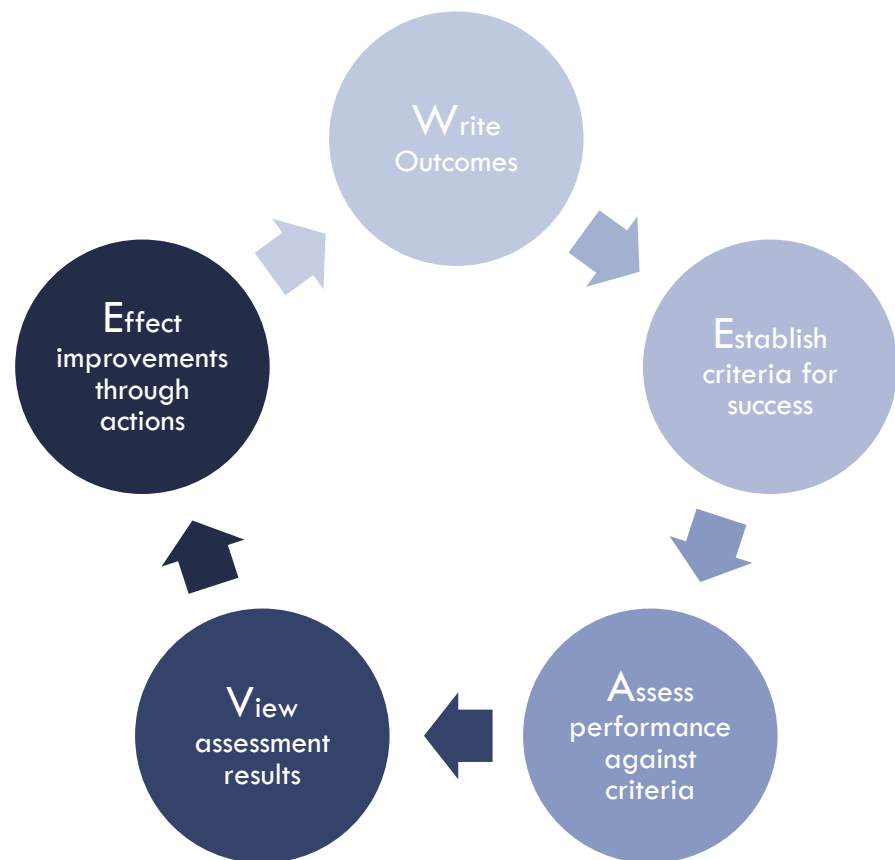 Write
Outcomes
Establish
criteria for
success
Assess
performance
against
criteria
View
assessment
results
Effect
improvements
through
actions